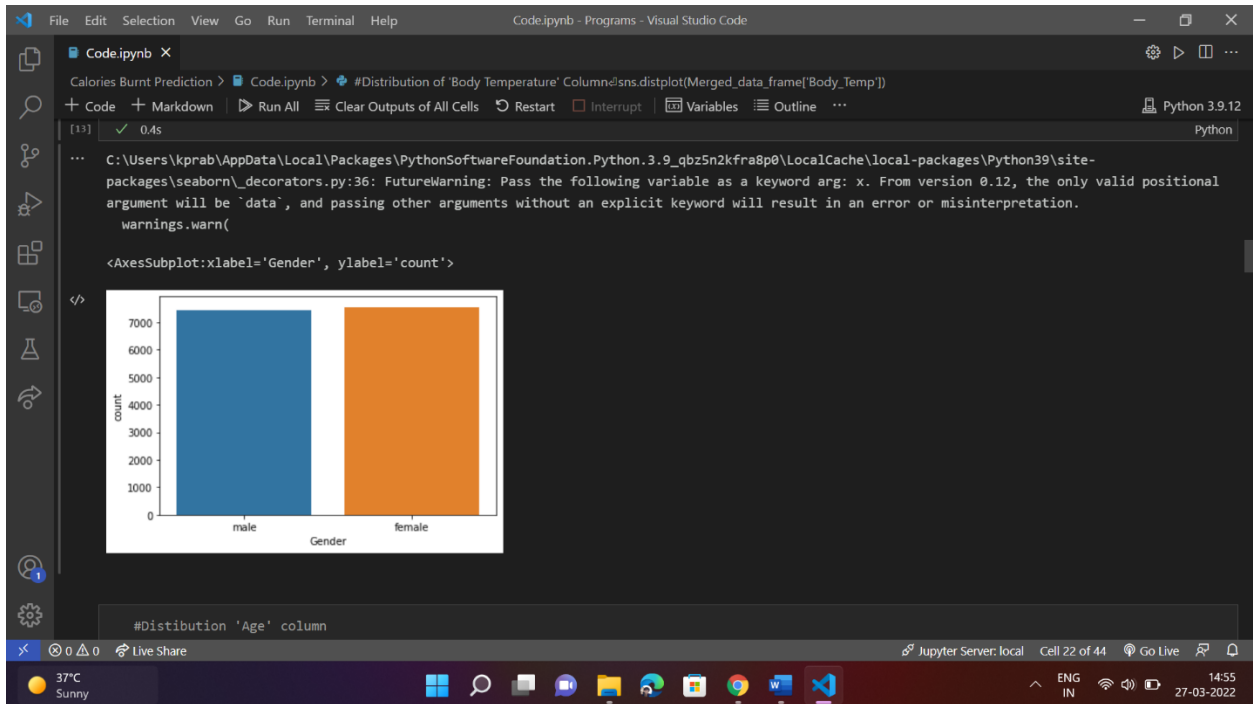 File Edit Selection View Go Run Terminal Help
Code.ipynb - Programs - Visual Studio Code
Code.ipynb
Calories Burnt Prediction > Code.ipynb > #Distribution of 'Body Temperature' Column⏎sns.distplot(Merged_data_frame['Body_Temp'])
+ Code + Markdown Run All Clear Outputs of All Cells Restart Interrupt Variables Outline ...
Python 3.9.12
[13] ✓ 0.4s
Python
... C:\Users\kprab\AppData\Local\Packages\PythonSoftwareFoundation.Python.3.9_qbz5n2kfra8p0\LocalCache\local-packages\Python39\site-
packages\seaborn\_decorators.py:36: FutureWarning: Pass the following variable as a keyword arg: x. From version 0.12, the only valid positional
argument will be `data`, and passing other arguments without an explicit keyword will result in an error or misinterpretation.
warnings.warn(
<AxesSubplot:xlabel='Gender', ylabel='count'>
</>
7000
6000
5000
4000
3000
2000
1000
0
count
male female
Gender
1
#Distibution 'Age' column
0 0 Live Share
Jupyter Server: local Cell 22 of 44 Go Live
37°C
Sunny
ENG
IN
14:55
27-03-2022